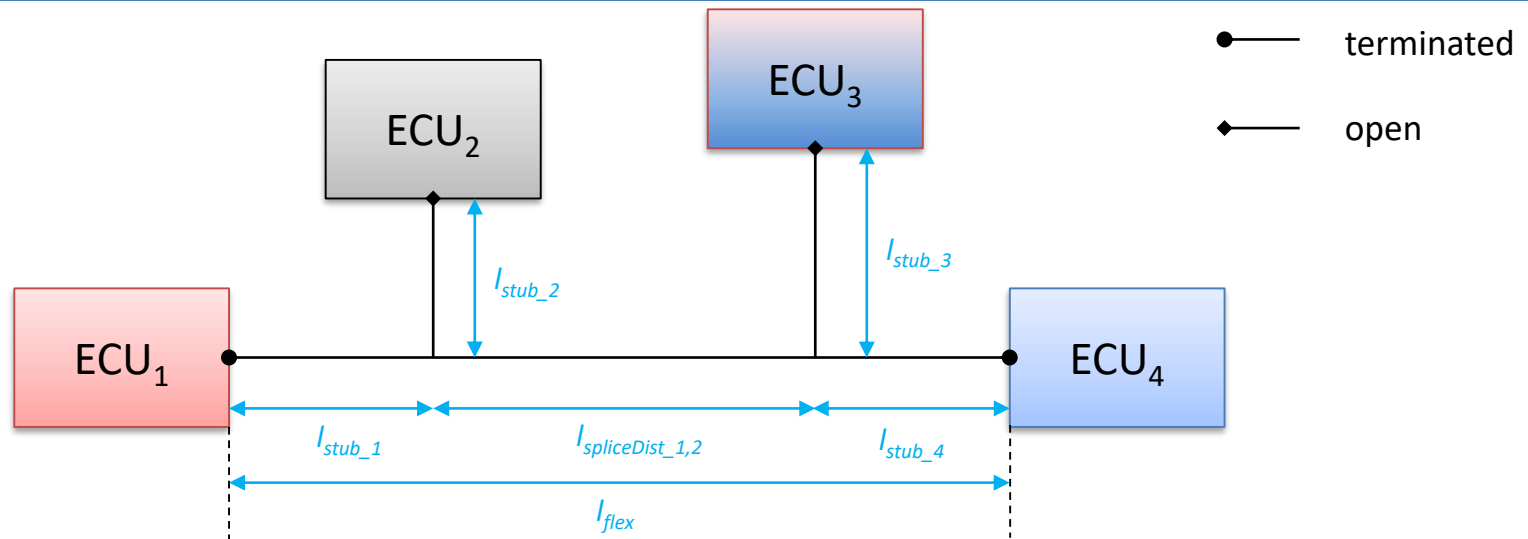 terminated
ECU3
ECU2
open
lstub_3
lstub_2
ECU1
ECU4
lstub_1
lspliceDist_1,2
lstub_4
lflex